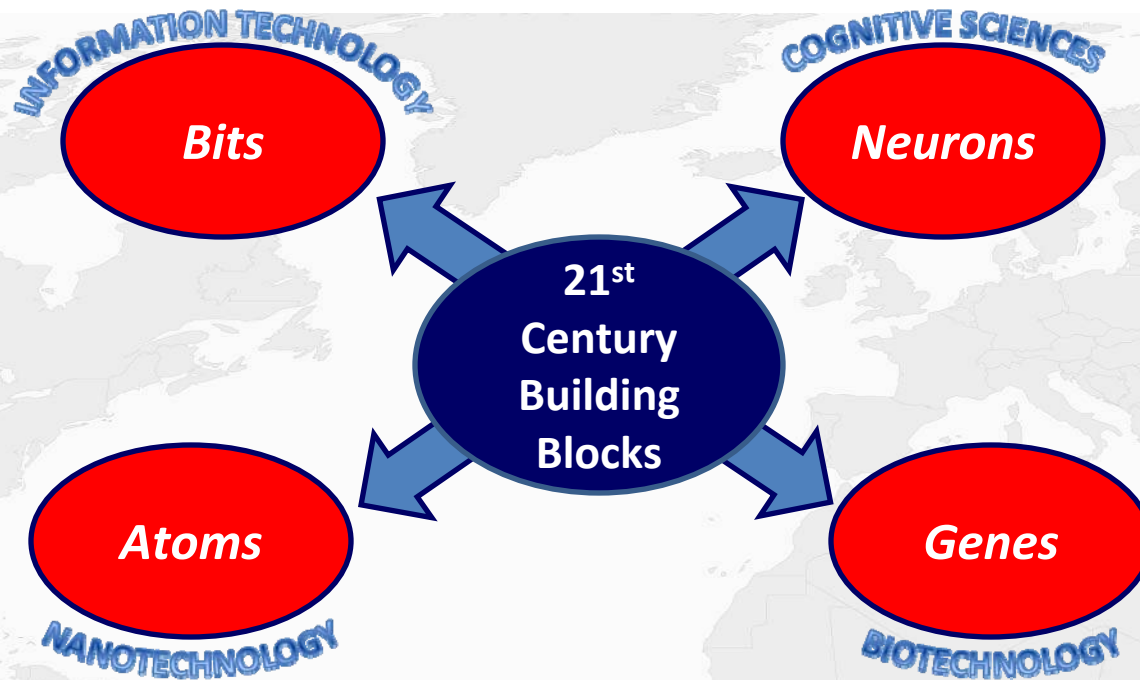 INFORMATION TECHNOLOGY
Bits
COGNITIVE SCIENCES
Neurons
21st
Century
Building
Blocks
Atoms
NANOTECHNOLOGY
Genes
BIOTECHNOLOGY